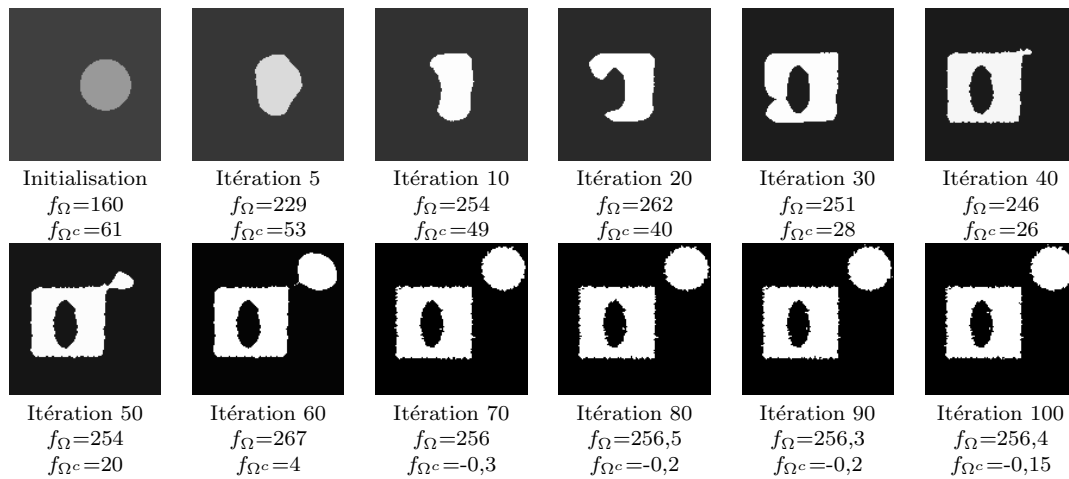 Initialisation Itération 5 Itération 10 Itération 20 Itération 30 Itération 40
fΩ=160 fΩ=229 fΩ=254 fΩ=262 fΩ=251 fΩ=246
fΩc=61 fΩc=53 fΩc=49 fΩc=40 fΩc=28 fΩc=26
Itération 50 Itération 60 Itération 70 Itération 80 Itération 90 Itération 100
fΩ=254 fΩ=267 fΩ=256 fΩ=256,5 fΩ=256,3 fΩ=256,4
fΩc=20 fΩc=4 fΩc=-0,3 fΩc=-0,2 fΩc=-0,2 fΩc=-0,15